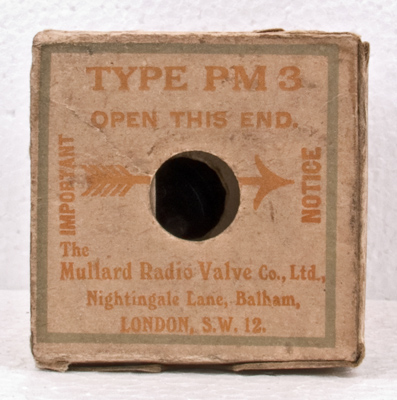 TYPE PM 3
OPEN THIS END.
IMPORTANT
NOTICE
The
Mullard Radio Valve Co., Ltd.,
Nightingale Lane, Balham,
LONDON, S.W. 12.